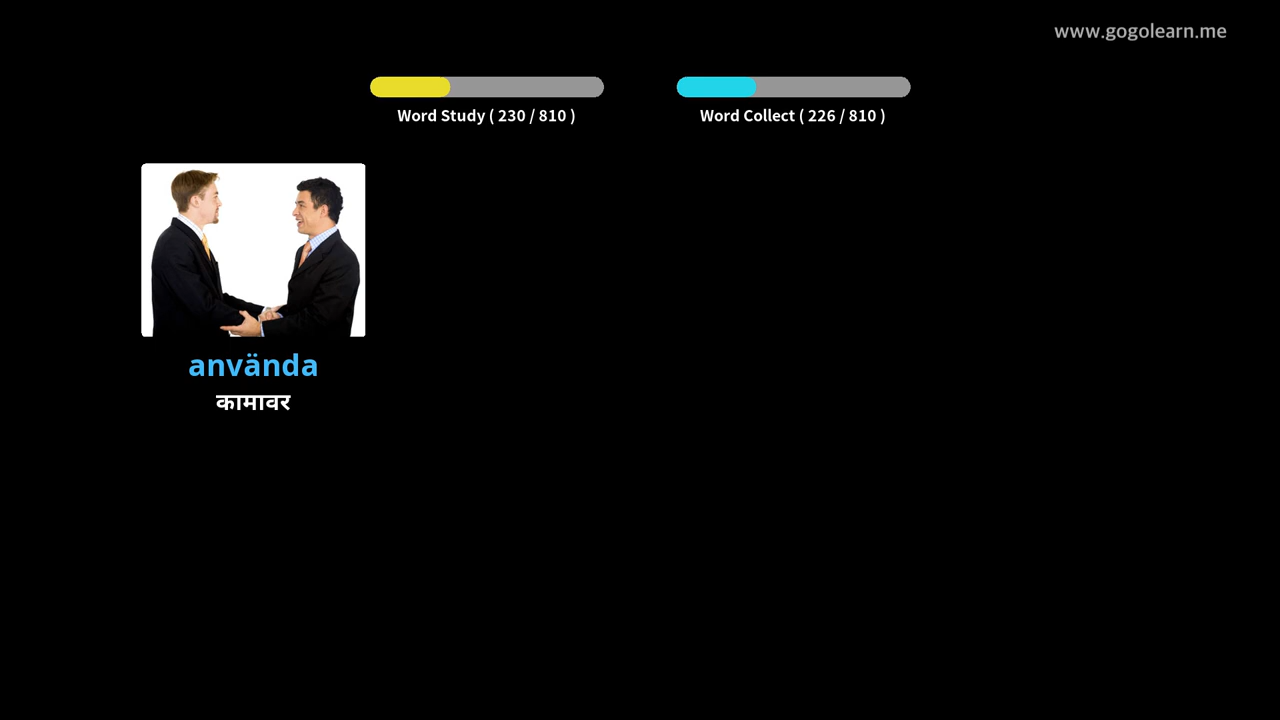 www.gogolearn.me
Word Study ( 230 / 810 )
Word Collect ( 226 / 810 )
använda
कामावर